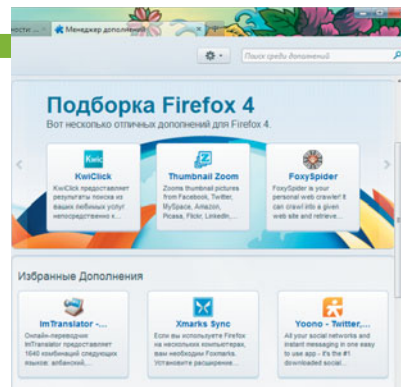 ности: ...
Менеджер дополнений
Поиск среди дополнений
Подборка Firefox 4
Вот несколько отличных дополнений для Firefox 4.
Kwic
KwiClick
KwiClick предоставляет
результаты поиска из
ваших любимых услуг
непосредственно к...
Thumbnail Zoom
Zooms thumbnail pictures
from Facebook, Twitter,
MySpace, Amazon,
Picasa, Flickr, LinkedIn,...
FoxySpider
FoxySpider is your
personal web crawler! It
can crawl into a given
web site and retrieve...
Избранные Дополнения
ImTranslator -...
Онлайн-переводчик
ImTranslator предоставляет
1640 комбинаций следующих
языков: албанский,...
Xmarks Sync
Если вы используете Firefox
на нескольких компьютерах,
вам необходим Foxmarks.
Установите расширение...
Yoono - Twitter,...
All your social networks and
instant messaging in one easy
to use app - it's the #1
downloaded social...